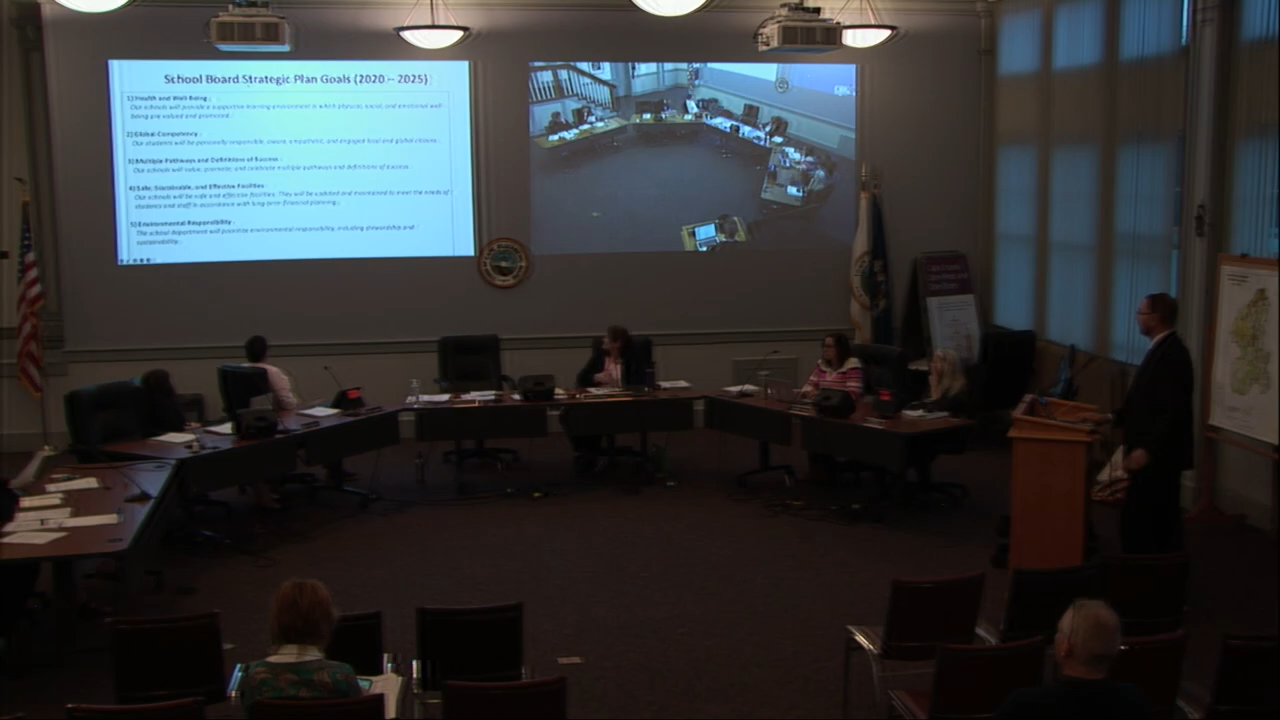 School Board Strategic Plan Goals (2020 – 2025)
1) Health and Well-Being :
Our schools will provide a supportive learning environment in which physical, social, and emotional well-
being are valued and promoted.
2) Global Competency :
Our students will be personally responsible, aware, empathetic, and engaged local and global citizens.
3) Multiple Pathways and Definitions of Success :
Our schools will value, promote, and celebrate multiple pathways and definitions of success.
4) Safe, Sustainable, and Effective Facilities :
Our schools will be safe and effective facilities. They will be updated and maintained to meet the needs of
students and staff in accordance with long-term financial planning.
5) Environmental Responsibility :
The school department will prioritize environmental responsibility, including stewardship and
sustainability.